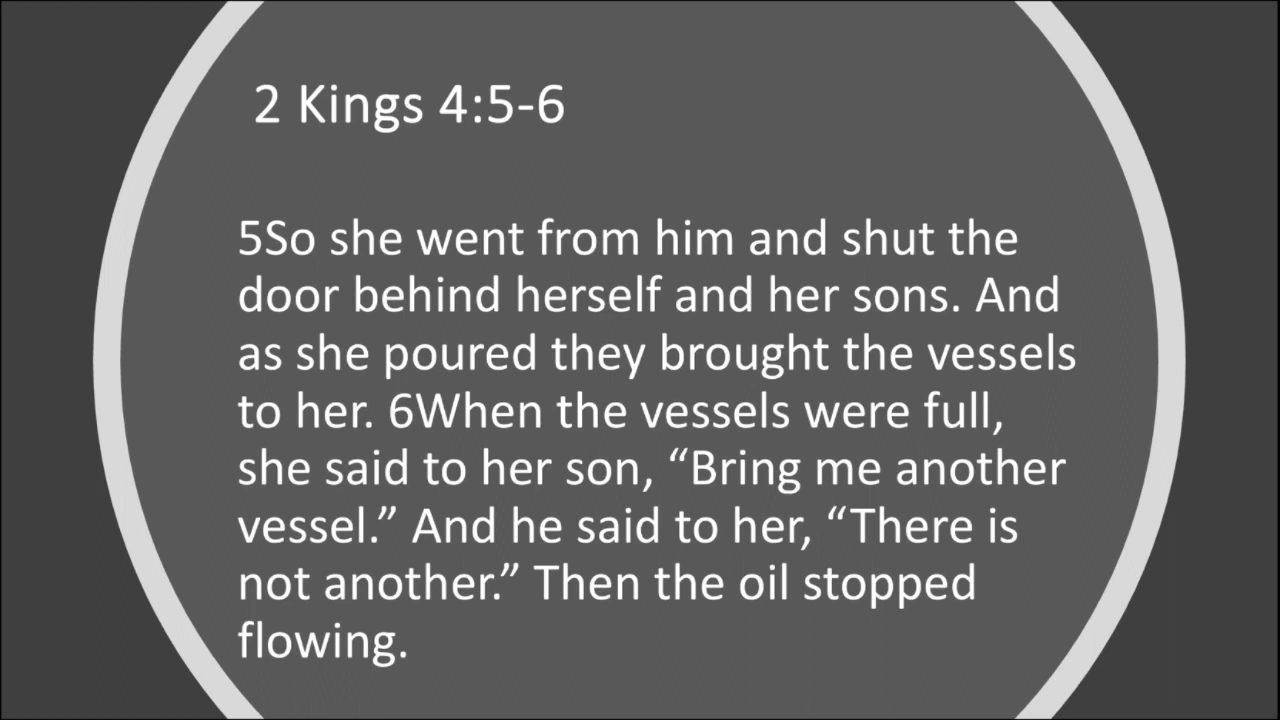 2 Kings 4:5-6
5So she went from him and shut the
door behind herself and her sons. And
as she poured they brought the vessels
to her. 6When the vessels were full,
she said to her son, “Bring me another
vessel.” And he said to her, “There is
not another.” Then the oil stopped
flowing.